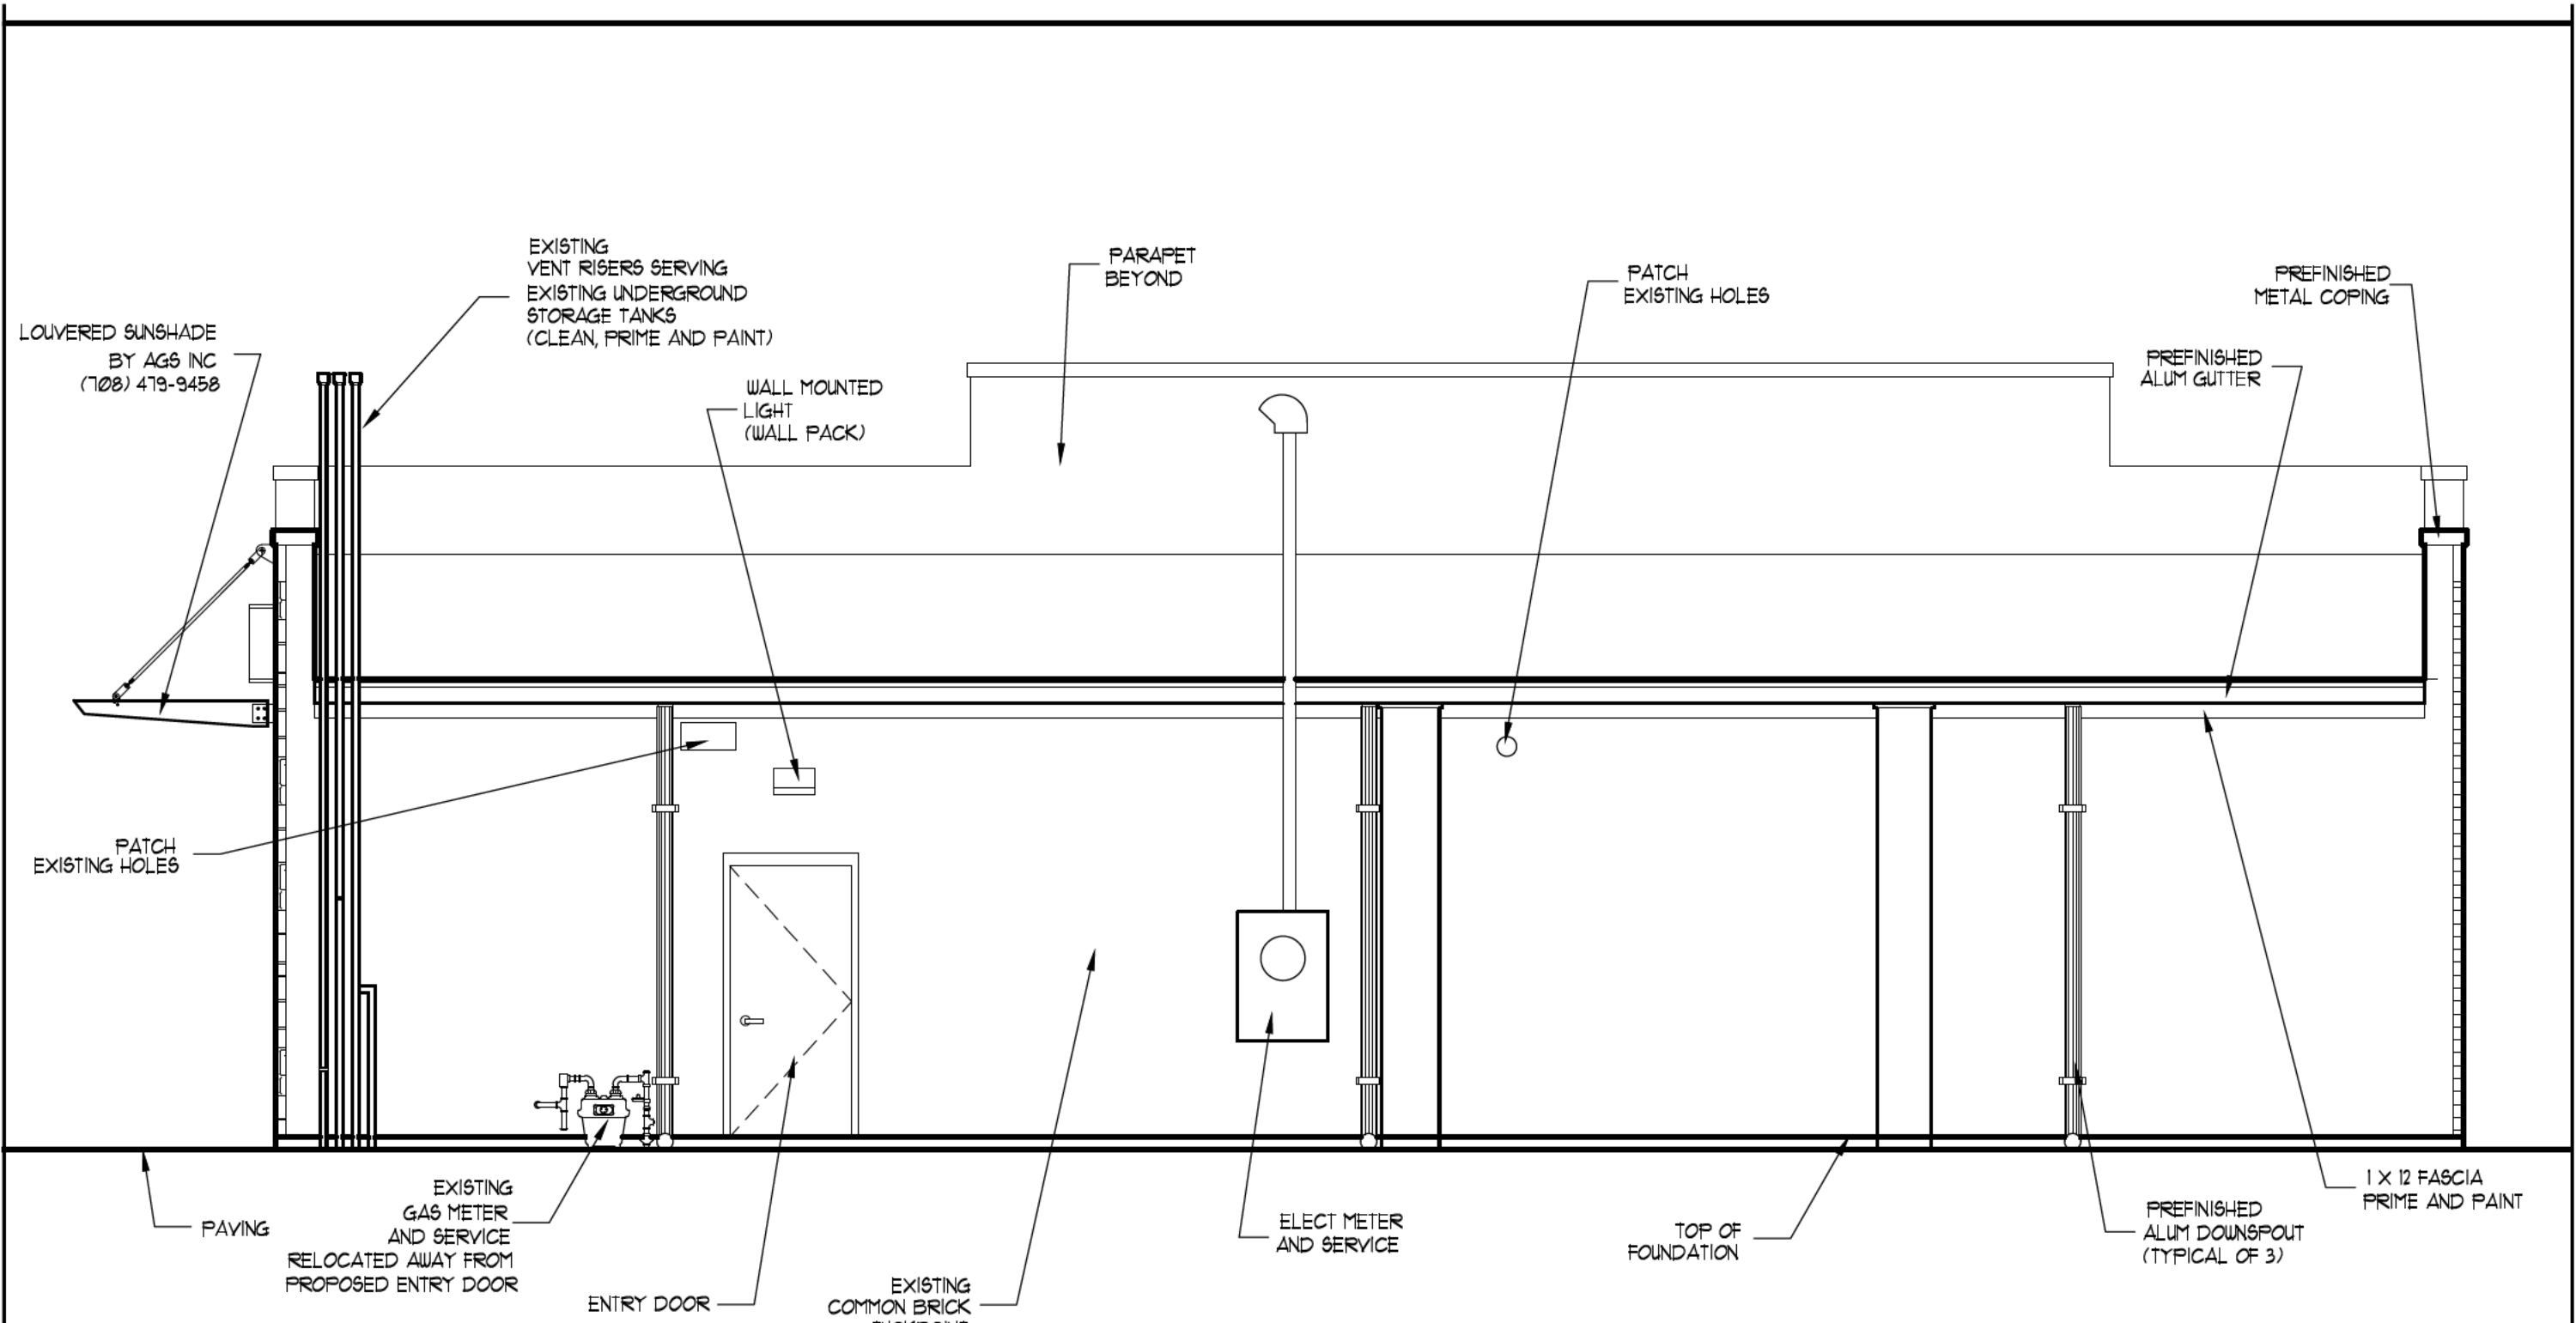 EXISTING
VENT RISERS SERVING
EXISTING UNDERGROUND
STORAGE TANKS
(CLEAN, PRIME AND PAINT)
PARAPET
BEYOND
PATCH
EXISTING HOLES
PREFINISHED
METAL COPING
LOUVERED SUNSHADE
BY AGS INC
(708) 479-9458
WALL MOUNTED
LIGHT
(WALL PACK)
PREFINISHED
ALUM GUTTER
PATCH
EXISTING HOLES
PAVING
EXISTING
GAS METER
AND SERVICE
RELOCATED AWAY FROM
PROPOSED ENTRY DOOR
ENTRY DOOR
EXISTING
COMMON BRICK
ELECT METER
AND SERVICE
TOP OF
FOUNDATION
PREFINISHED
ALUM DOWNSPOUT
(TYPICAL OF 3)
1 X 12 FASCIA
PRIME AND PAINT